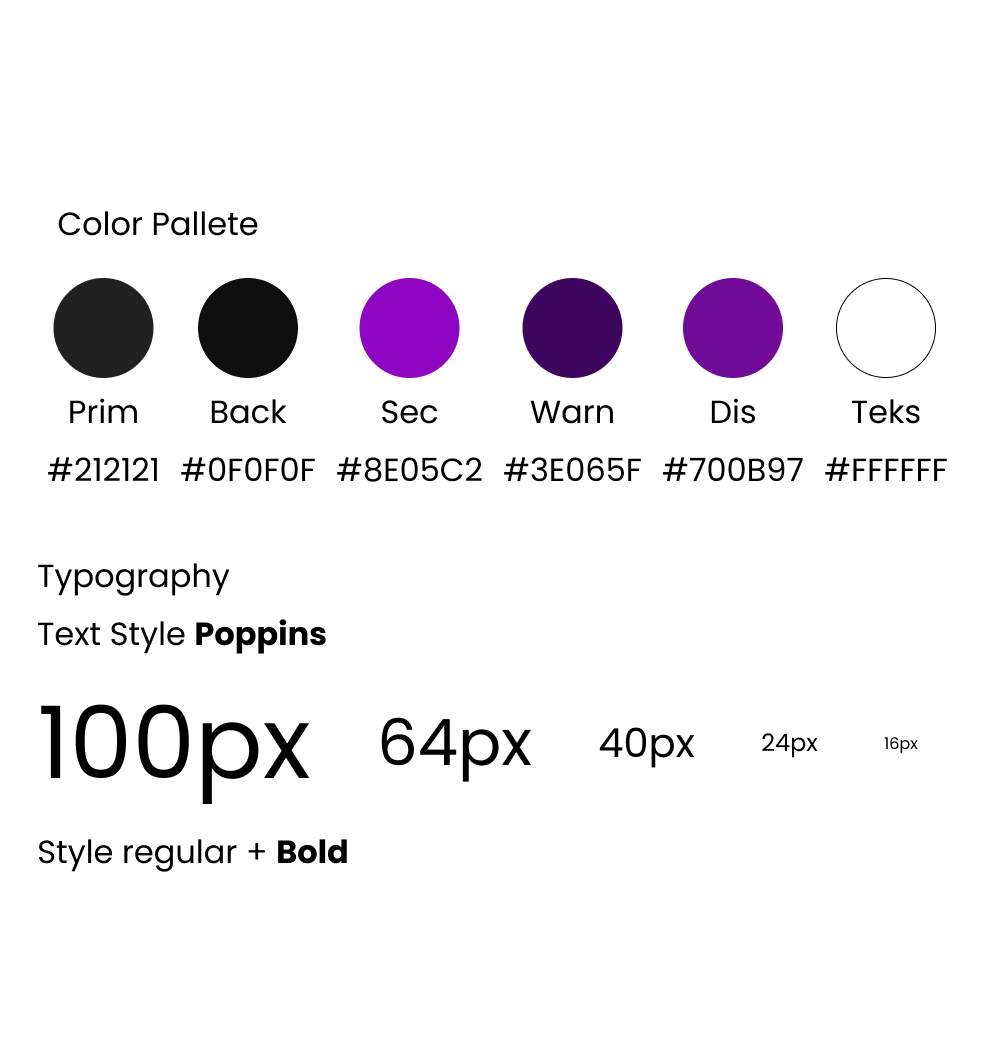 Color Pallete
Prim Back Sec Warn Dis Teks
#212121 #0F0F0F #8E05C2 #3E065F #700B97 #FFFFFF
Typography
Text Style Poppins
100px 64px 40px 24px 16px
Style regular + Bold